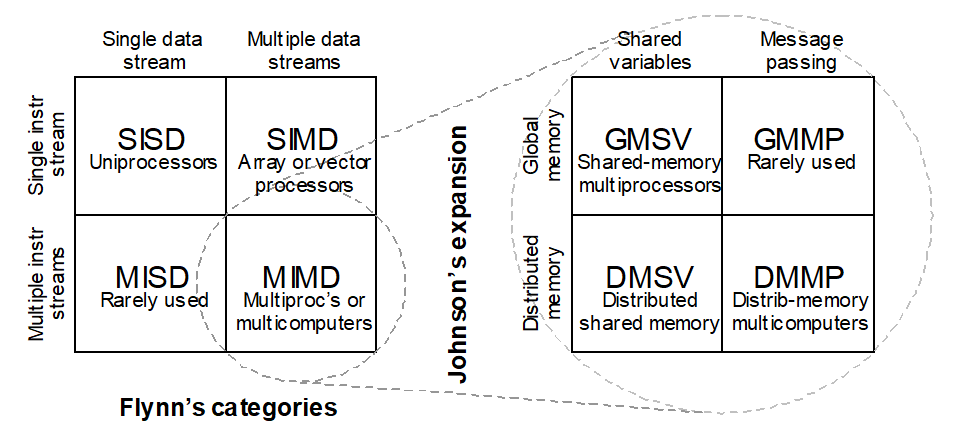 Single data
stream
Multiple data
streams
Shared
variables
Message
passing
Single instr
stream
SISD
Uniprocessors
SIMD
Array or vector
processors
Multiple instr
streams
MISD
Rarely used
MIMD
Multiproc's or
multicomputers
Flynn's categories
Johnson's expansion
Global
memory
GMSV
Shared-memory
multiprocessors
GMMP
Rarely used
Distributed
memory
DMSV
Distributed
shared memory
DMMP
Distrib-memory
multicomputers